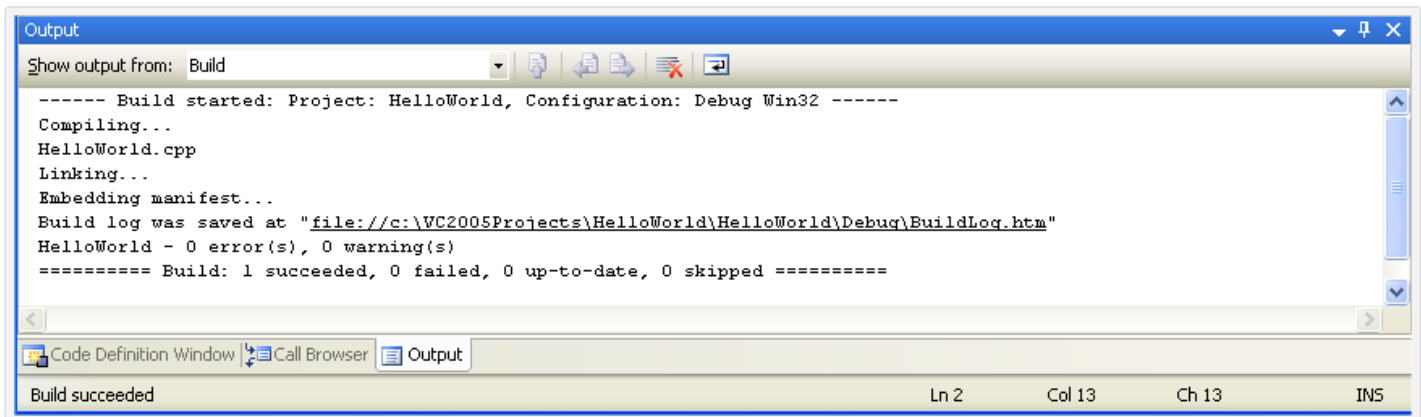 Output
Show output from: Build
------ Build started: Project: HelloWorld, Configuration: Debug Win32 ------
Compiling...
HelloWorld.cpp
Linking...
Embedding manifest...
Build log was saved at "file://c:\VC2005Projects\HelloWorld\HelloWorld\Debug\BuildLog.htm"
HelloWorld - 0 error(s), 0 warning(s)
========== Build: 1 succeeded, 0 failed, 0 up-to-date, 0 skipped ==========
Code Definition Window Call Browser Output
Build succeeded Ln 2 Col 13 Ch 13 INS